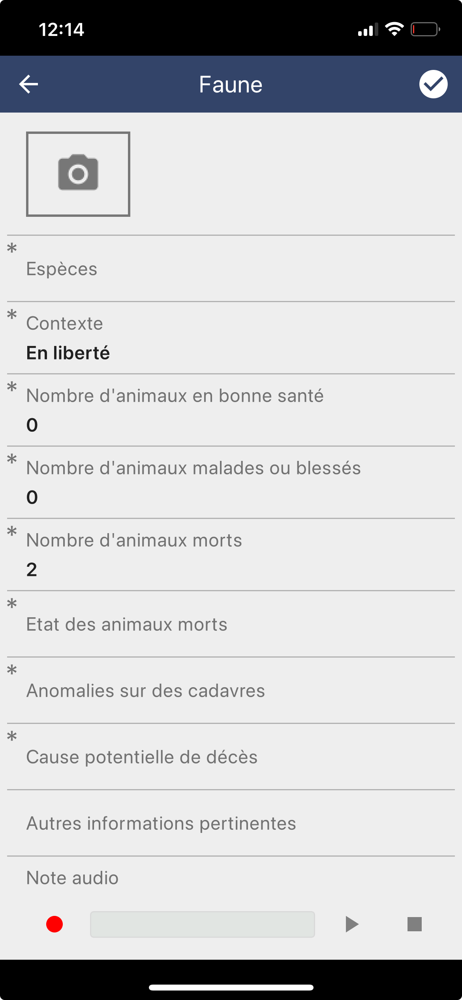 12:14
Faune
*
Espèces
* Contexte
En liberté
* Nombre d'animaux en bonne santé
0
* Nombre d'animaux malades ou blessés
0
* Nombre d'animaux morts
2
*
Etat des animaux morts
*
Anomalies sur des cadavres
*
Cause potentielle de décès
Autres informations pertinentes
Note audio